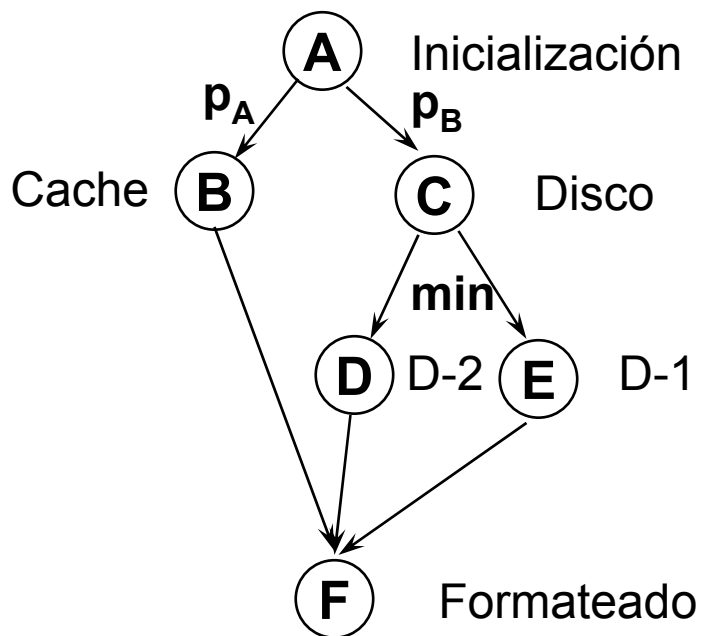 A Inicialización
pA pB
Cache B C Disco
min
D D-2 E D-1
F Formateado